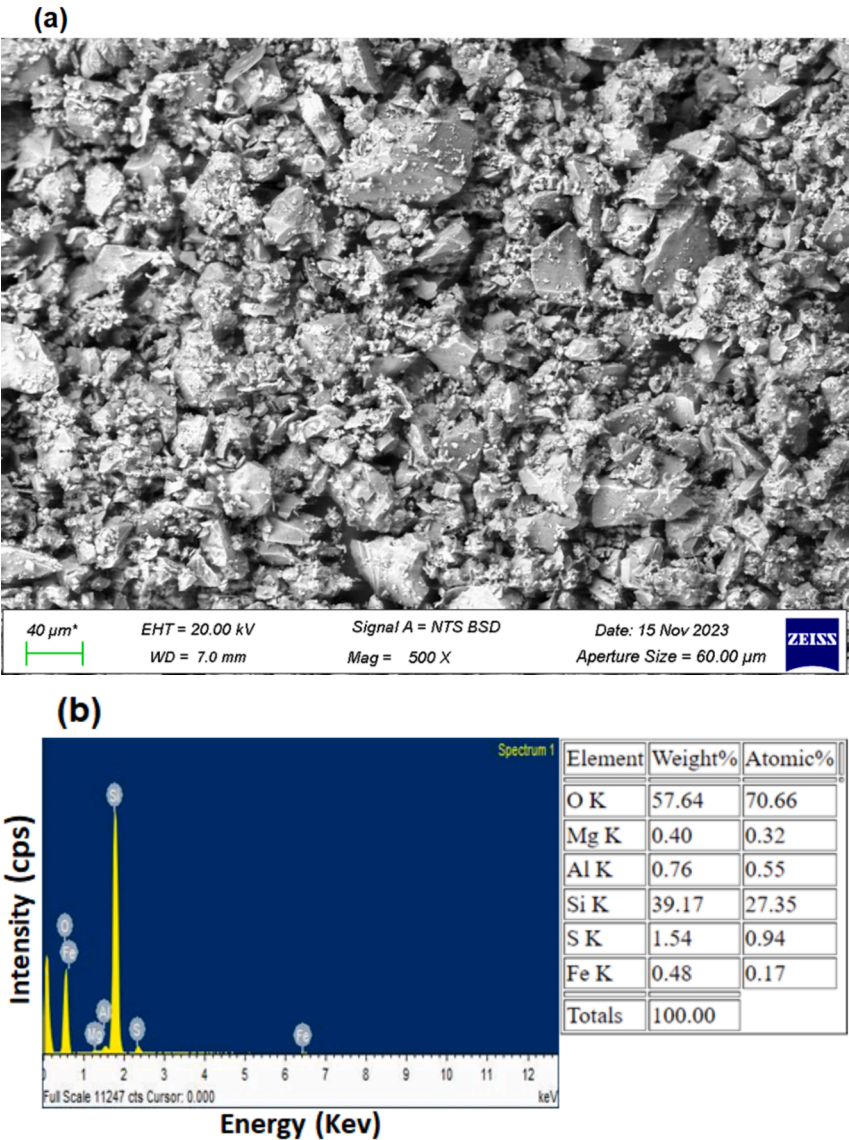 (a)
40 µm*
EHT = 20.00 kV
Signal A = NTS BSD
Date: 15 Nov 2023
ZEISS
WD = 7.0 mm
Mag = 500 X
Aperture Size = 60.00 µm
(b)
Spectrum 1
Si
O
Fe
Al
Mg
S
Fe
Intensity (cps)
0 1 2 3 4 5 6 7 8 9 10 11 12
Full Scale 11247 cts Cursor: 0.000 keV
Energy (Kev)
Element Weight% Atomic%
O K 57.64 70.66
Mg K 0.40 0.32
Al K 0.76 0.55
Si K 39.17 27.35
S K 1.54 0.94
Fe K 0.48 0.17
Totals 100.00